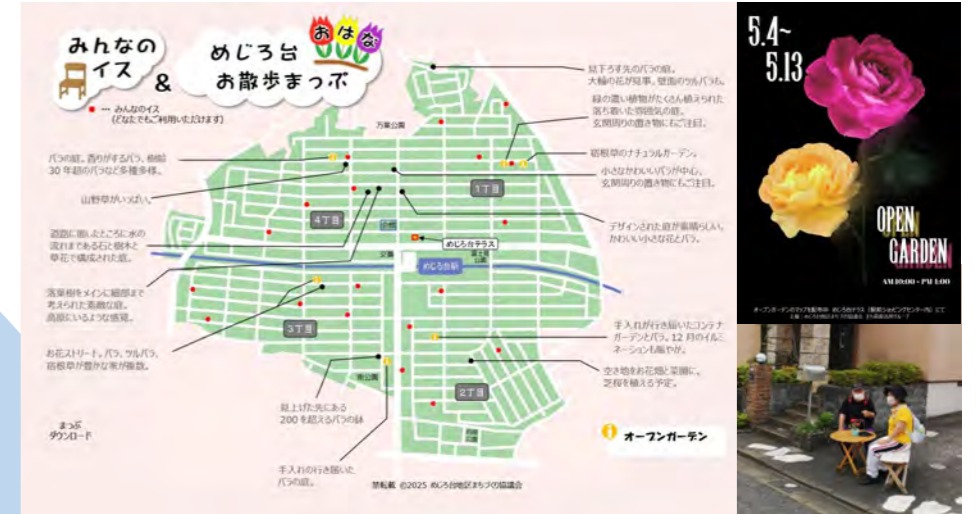 みんなの
イス
&
めじろ台
おはな
お散歩まっぷ
… みんなのイス
(どなたでもご利用いただけます)
万葉公園
見下ろす先のバラの庭。
大輪の花が見事。壁面のツルバラも。
緑の濃い植物がたくさん植えられた
落ち着いた雰囲気の庭。
玄関周りの置き物にもご注目。
宿根草のナチュラルガーデン。
小さなかわいいバラが中心。
玄関周りの置き物にもご注目。
デザインされた庭が素晴らしい。
かわいい小さな花とバラ。
バラの庭。香りがするバラ、樹齢
30年超のバラなど多種多様。
山野草がいっぱい。
道路に面したところに水の
流れまである石と樹木と
草花で構成された庭。
落葉樹をメインに細部まで
考えられた素敵な庭。
高原にいるような感覚。
お花ストリート。バラ、ツルバラ、
宿根草が豊かな家が複数。
1丁目
4丁目
めじろ台テラス
交番
めじろ台駅
富士見
公園
3丁目
2丁目
手入れが行き届いたコンテナ
ガーデンとバラ。12月のイルミ
ネーションも賑やか。
空き地をお花畑と菜園に。
芝桜を植える予定。
見上げた先にある
200を超えるバラの鉢
手入れの行き届いた
バラの庭。
まっぷ
ダウンロード
オープンガーデン
禁転載 ©2025 めじろ台地区まちづくり協議会
5.4~
5.13
OPEN
GARDEN
AM 10:00 - PM 4:00